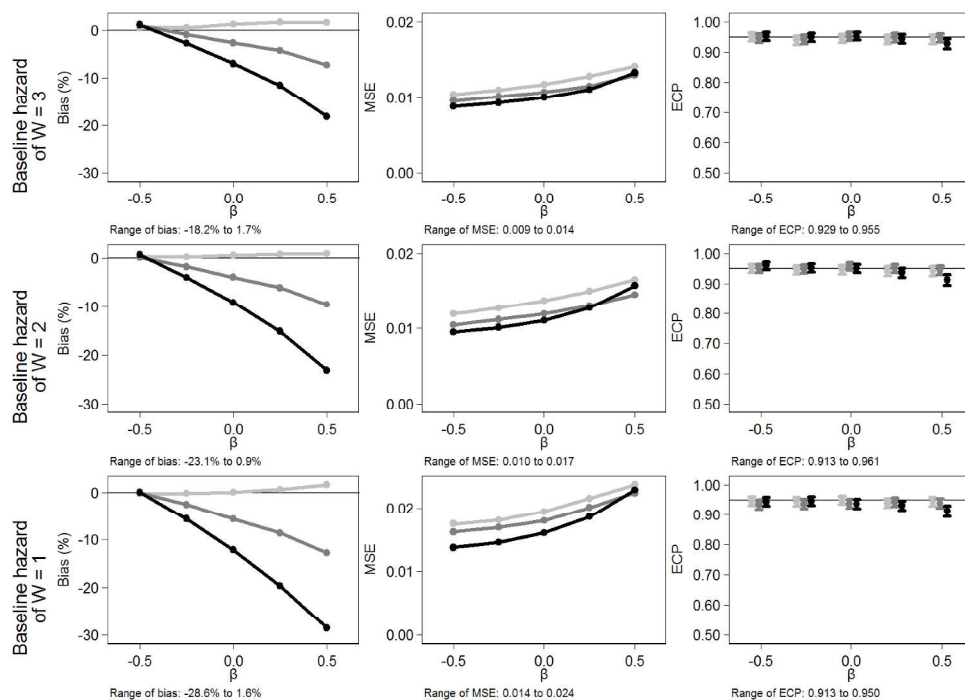 Baseline hazard
of W = 3
Bias (%)
0
-10
-20
-30
-0.5
0.0
0.5
β
Range of bias: -18.2% to 1.7%
MSE
0.02
0.01
0.00
-0.5
0.0
0.5
β
Range of MSE: 0.009 to 0.014
ECP
1.00
0.90
0.80
0.70
0.60
0.50
-0.5
0.0
0.5
β
Range of ECP: 0.929 to 0.955
Baseline hazard
of W = 2
Bias (%)
0
-10
-20
-30
-0.5
0.0
0.5
β
Range of bias: -23.1% to 0.9%
MSE
0.02
0.01
0.00
-0.5
0.0
0.5
β
Range of MSE: 0.010 to 0.017
ECP
1.00
0.90
0.80
0.70
0.60
0.50
-0.5
0.0
0.5
β
Range of ECP: 0.913 to 0.961
Baseline hazard
of W = 1
Bias (%)
0
-10
-20
-30
-0.5
0.0
0.5
β
Range of bias: -28.6% to 1.6%
MSE
0.02
0.01
0.00
-0.5
0.0
0.5
β
Range of MSE: 0.014 to 0.024
ECP
1.00
0.90
0.80
0.70
0.60
0.50
-0.5
0.0
0.5
β
Range of ECP: 0.913 to 0.950